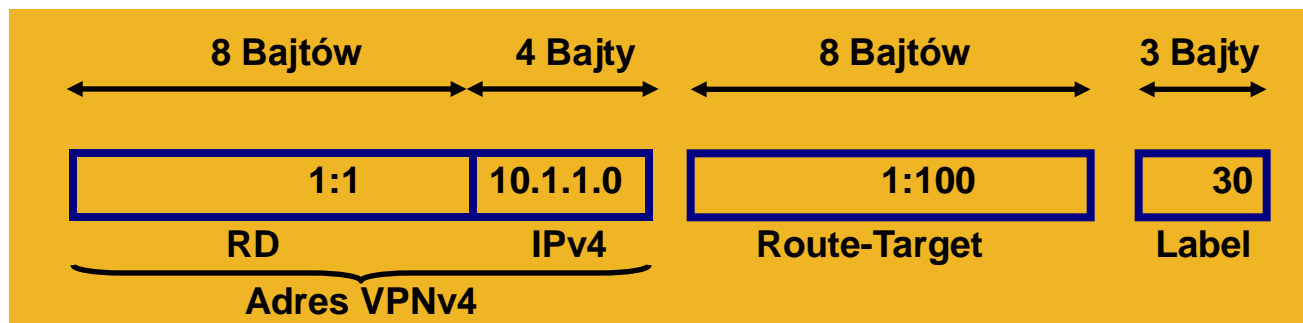 8 Bajtów 4 Bajty 8 Bajtów 3 Bajty
1:1 10.1.1.0 1:100 30
RD IPv4 Route-Target Label
Adres VPNv4